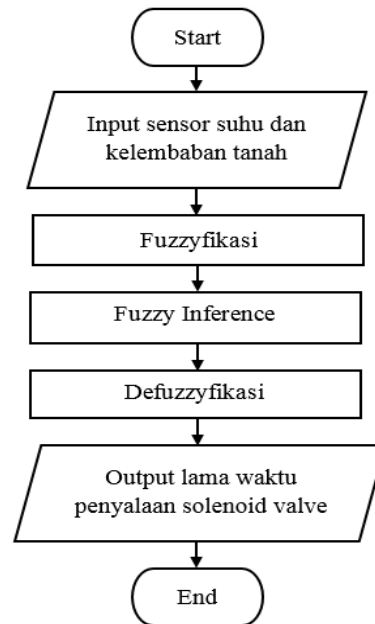 Start
Input sensor suhu dan
kelembaban tanah
Fuzzyfikasi
Fuzzy Inference
Defuzzyfikasi
Output lama waktu
penyalaan solenoid valve
End